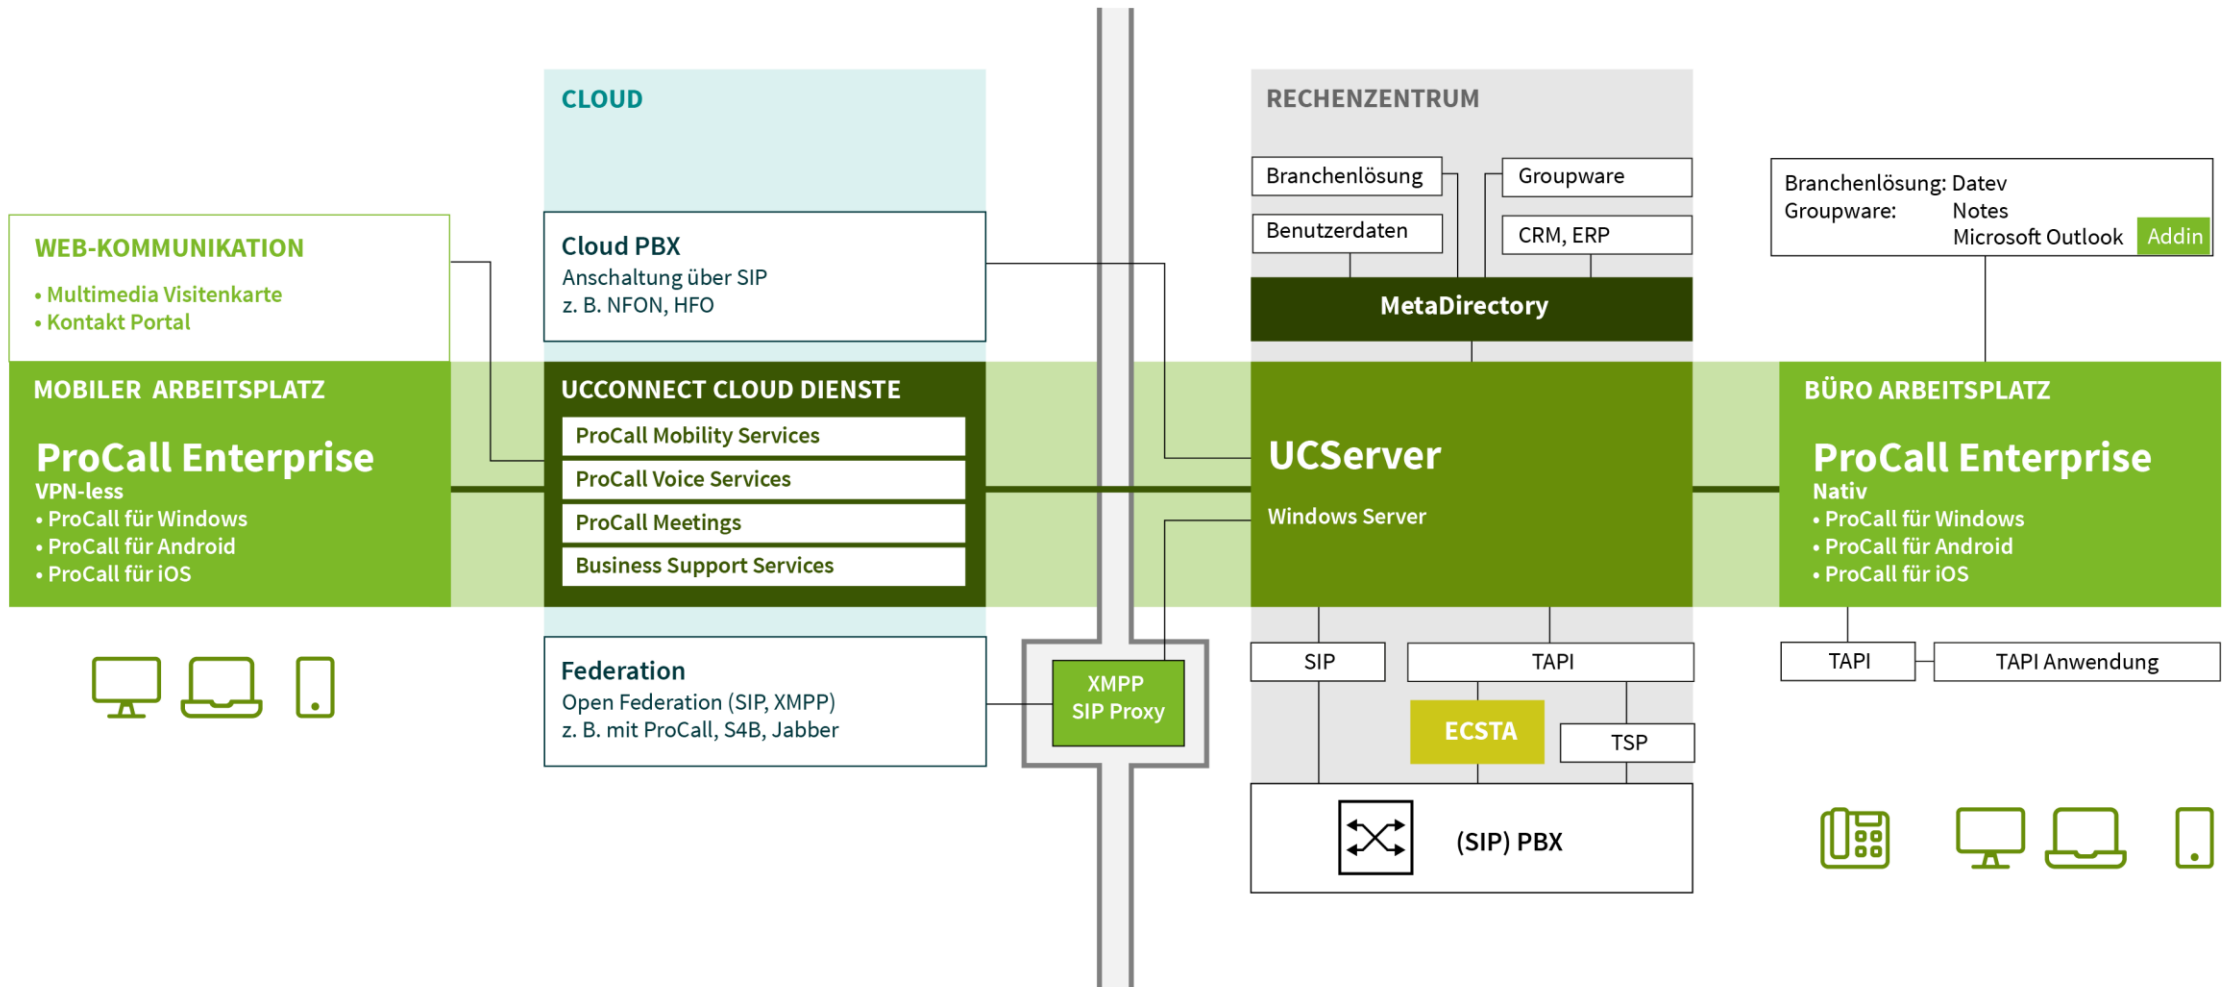 CLOUD
RECHENZENTRUM
Branchenlösung
Groupware
Benutzerdaten
CRM, ERP
MetaDirectory
Branchenlösung: Datev
Groupware: Notes
Microsoft Outlook Addin
WEB-KOMMUNIKATION
• Multimedia Visitenkarte
• Kontakt Portal
Cloud PBX
Anschaltung über SIP
z. B. NFON, HFO
MOBILER ARBEITSPLATZ
ProCall Enterprise
VPN-less
• ProCall für Windows
• ProCall für Android
• ProCall für iOS
UCCONNECT CLOUD DIENSTE
ProCall Mobility Services
ProCall Voice Services
ProCall Meetings
Business Support Services
UCServer
Windows Server
BÜRO ARBEITSPLATZ
ProCall Enterprise
Nativ
• ProCall für Windows
• ProCall für Android
• ProCall für iOS
Federation
Open Federation (SIP, XMPP)
z. B. mit ProCall, S4B, Jabber
XMPP
SIP Proxy
SIP
TAPI
ECSTA
TSP
(SIP) PBX
TAPI
TAPI Anwendung